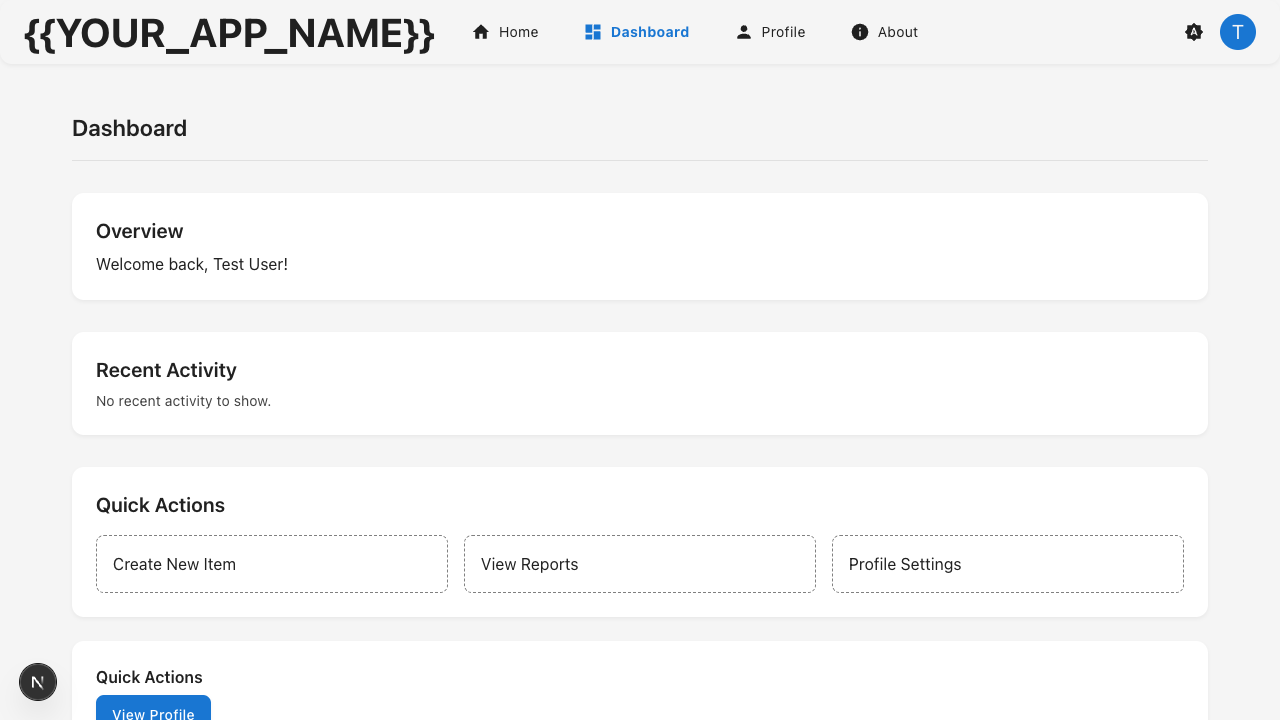 {{YOUR_APP_NAME}}
Home
Dashboard
Profile
About
A
T
Dashboard
Overview
Welcome back, Test User!
Recent Activity
No recent activity to show.
Quick Actions
Create New Item
View Reports
Profile Settings
Quick Actions
View Profile
N